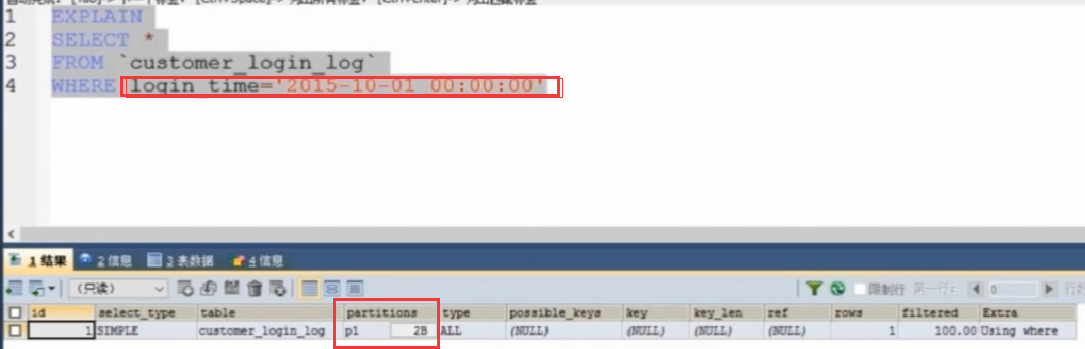 1 EXPLAIN
2 SELECT *
3 FROM `customer_login_log`
4 WHERE login_time='2015-10-01 00:00:00'
1 结果 2 信息 3 表数据 4 信息
(只读) 限制行 第一行: 0
id select_type table partitions type possible_keys key key_len ref rows filtered Extra
1 SIMPLE customer_login_log p1 2B ALL (NULL) (NULL) (NULL) (NULL) 1 100.00 Using where